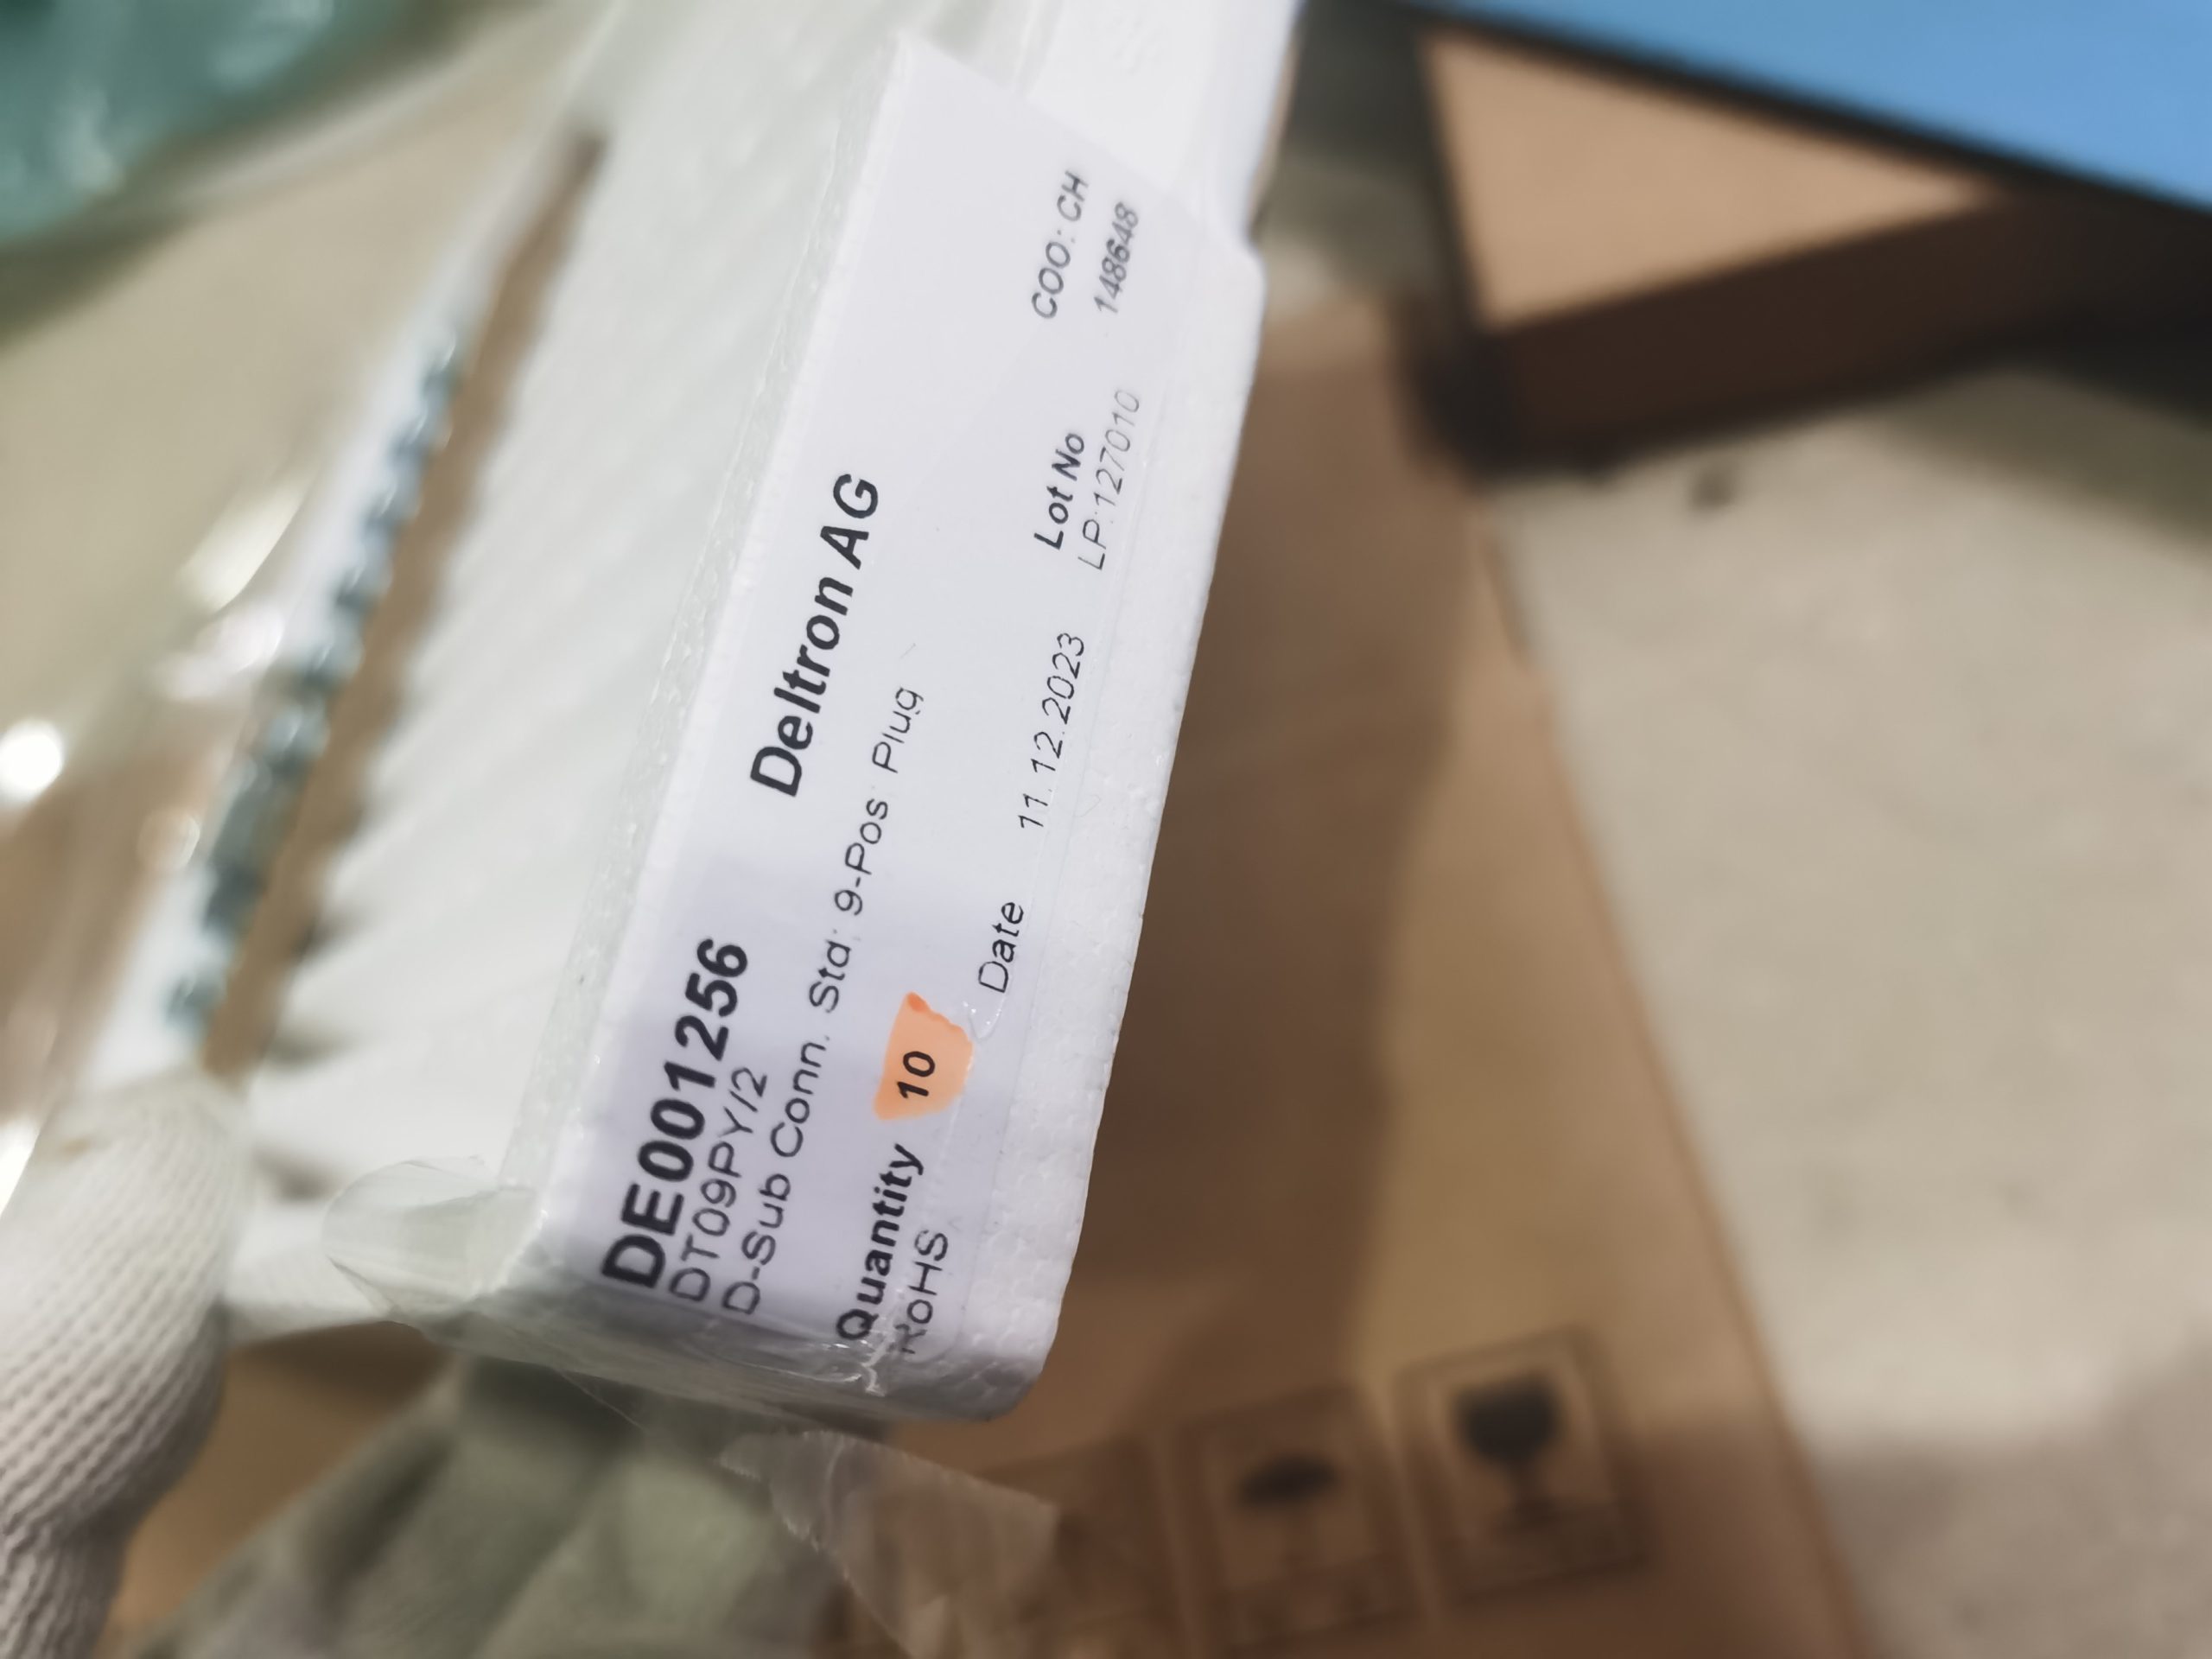 DE001256 Deltron AG
DT09PY/2
D-Sub Conn. Std: 9-Pos: Plug
Quantity 10
RoHS
Date 11.12.2023
Lot No
LP:127010
COO: CH
148648